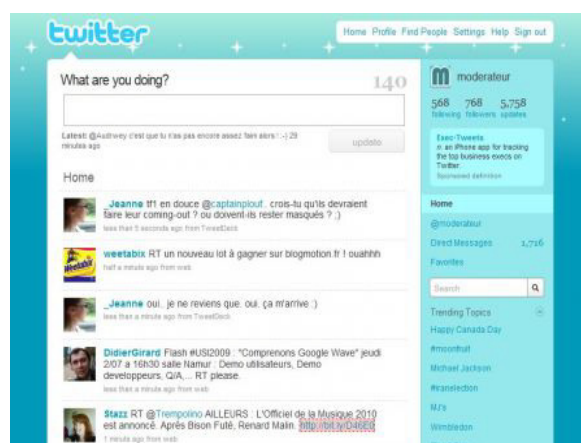 twitter
Home Profile Find People Settings Help Sign out
What are you doing?
140
Latest: @Audrwey c'est que tu n'as pas encore assez fain alors ! :-) 29
minutes ago
update
Home
_Jeanne tf1 en douce @captainplouf , crois-tu qu'ils devraient
faire leur coming-out ? ou doivent-ils rester masqués ? ;)
less than 5 seconds ago from TweetDeck
weetabix RT un nouveau lot à gagner sur blogmotion.fr ! ouahhh
half a minute ago from web
_Jeanne oui, je ne reviens que, oui, ça m'arrive :)
less than a minute ago from TweetDeck
DidierGirard Flash #USI2009 : "Comprenons Google Wave" jeudi
2/07 a 16h30 salle Namur : Demo utilisateurs, Demo
developpeurs, Q/A,... RT please.
less than a minute ago from web
Stazz RT @Trempolino AILLEURS : L'Officiel de la Musique 2010
est annoncé. Après Bison Futé, Renard Malin. http://bit.ly/D46E0
1 minute ago from web
m moderateur
568 768 5,758
following followers updates
Exec-Tweets
n. an iPhone app for tracking
the top business execs on
Twitter.
Sponsored definition
Home
@moderateur
Direct Messages 1,716
Favorites
Search
Trending Topics
Happy Canada Day
#moonfruit
Michael Jackson
#iranelection
MJ's
Wimbledon
Weetabix